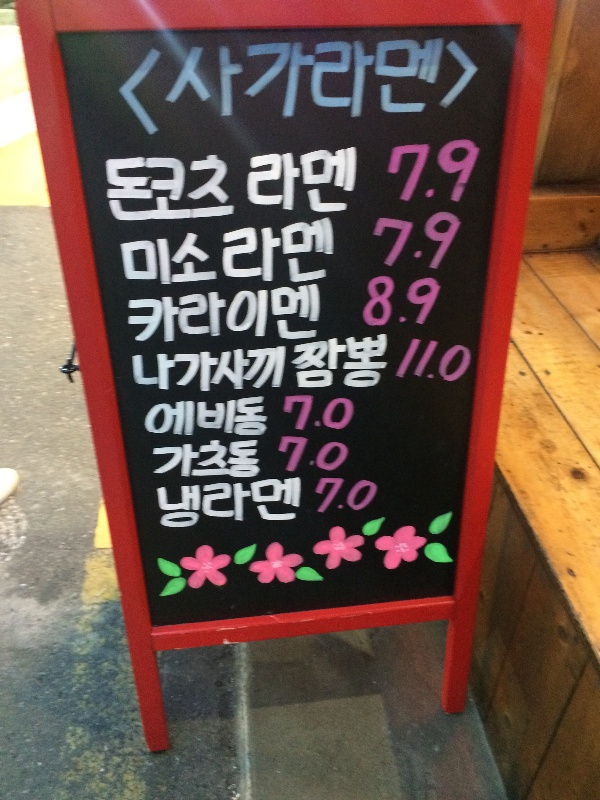 <사가라멘>
돈코츠 라멘 7.9
미소라멘 7.9
카라이멘 8.9
나가사끼 짬뽕 11.0
에비동 7.0
가츠동 7.0
냉라멘 7.0